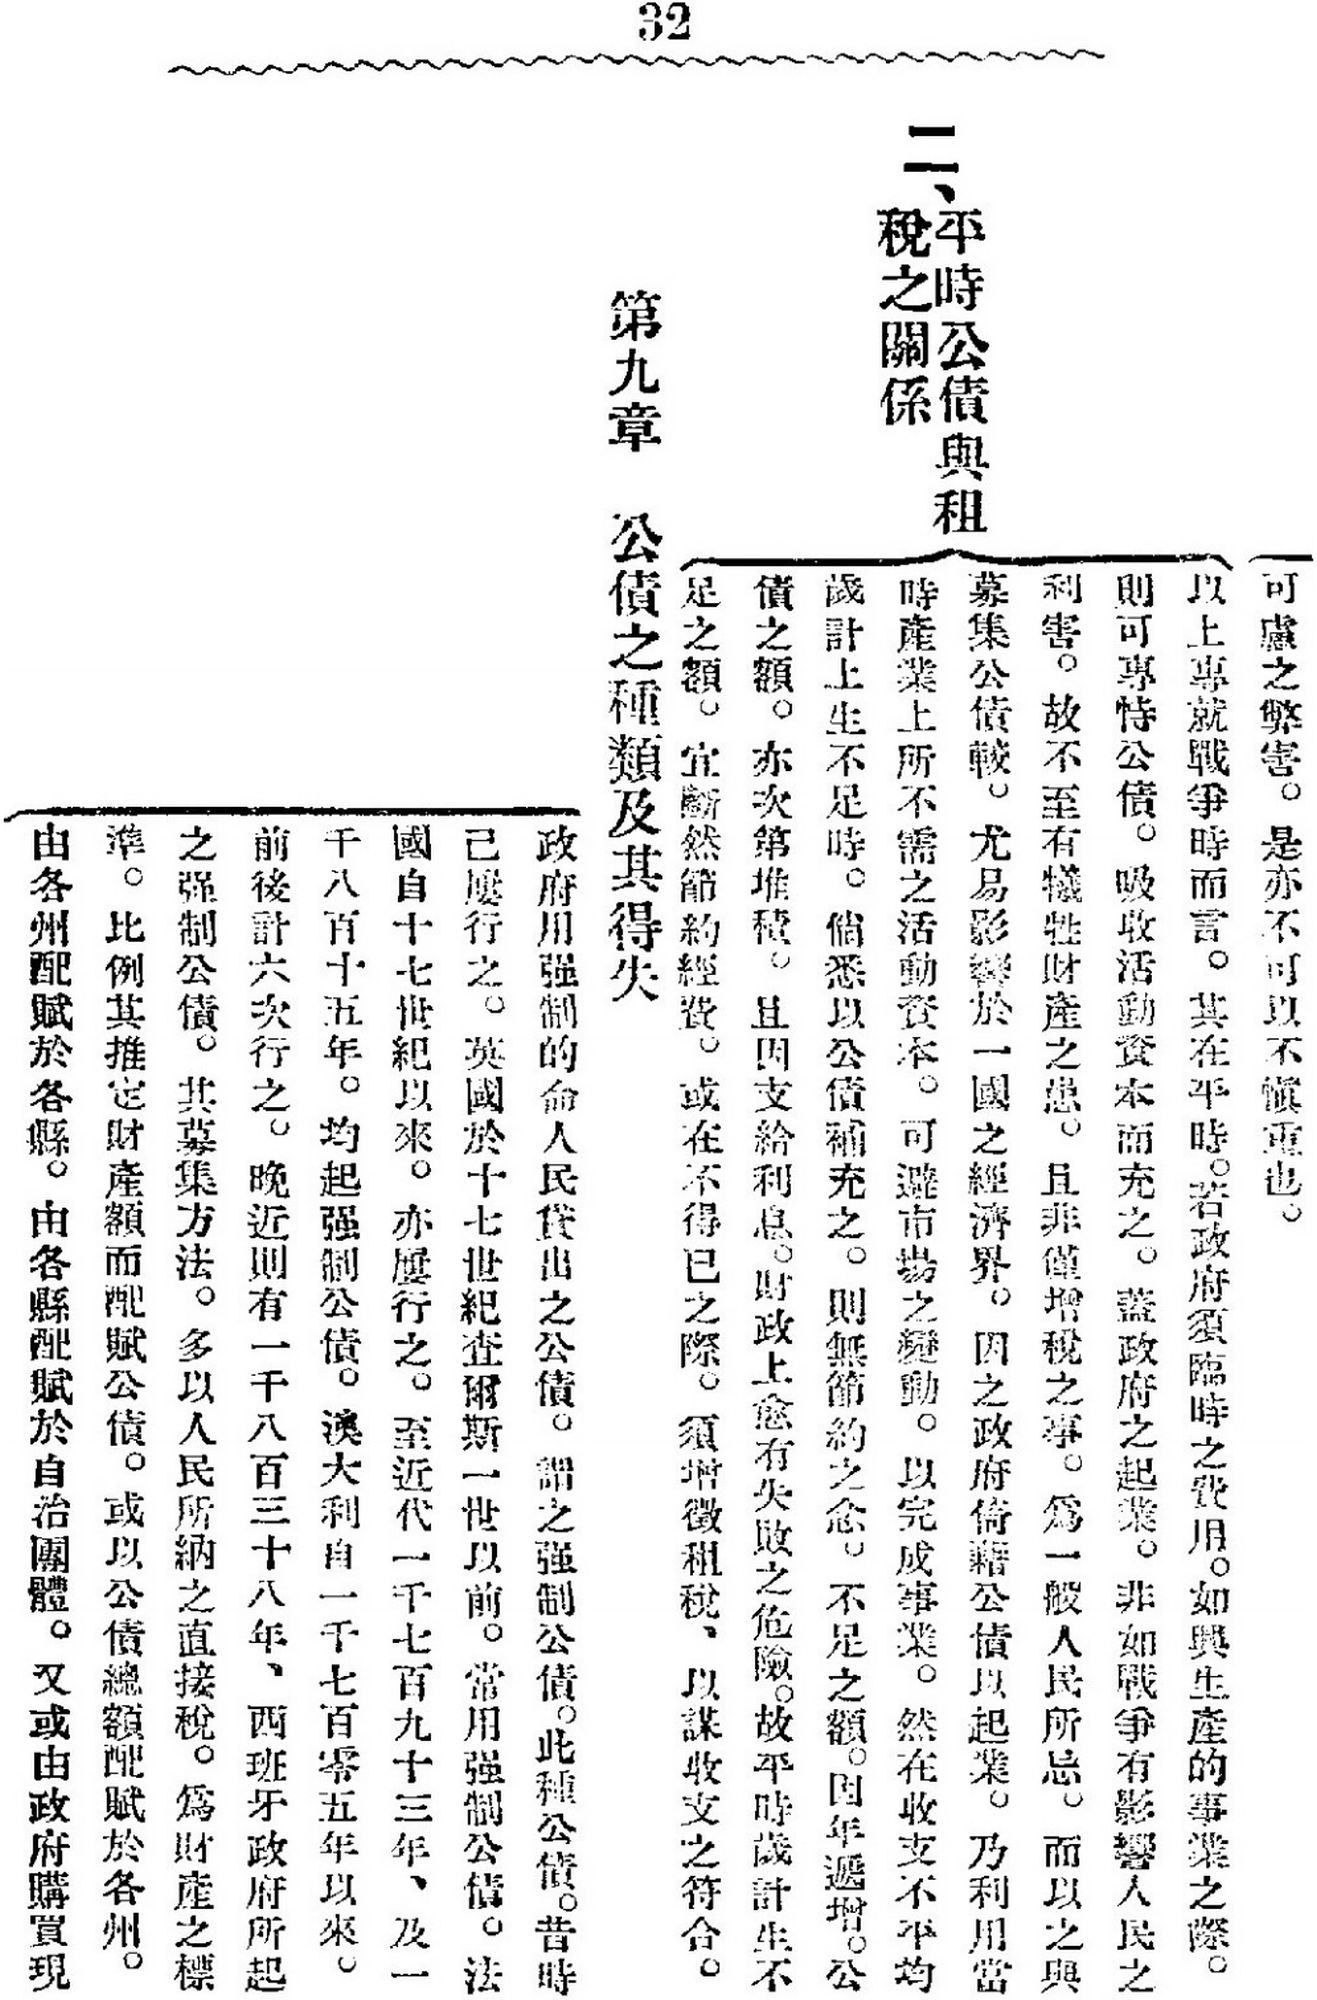 32
可慮之弊害。是亦不可以不愼重也。
二、平時公債與租
稅之關係
以上專就戰爭時而言。其在平時。若政府須臨時之費用。如興生產的事業之際。
則可專恃公債。吸收活動資本而充之。蓋政府之起業。非如戰爭有影響人民之
利害。故不至有犧牲財產之患。且非僅增稅之事。爲一般人民所忌。而以之與
募集公債較。尤易影響於一國之經濟界。因之政府倚藉公債以起業。乃利用當
時產業上所不需之活動資本。可避市場之變動。以完成事業。然在收支不平均
歲計上生不足時。倘悉以公債補充之。則無節約之念。不足之額。因年遞增。公
債之額。亦次第堆積。且因支給利息。財政上愈有失敗之危險。故平時歲計生不
足之額。宜斷然節約經費。或在不得已之際。須增徵租稅、以謀收支之符合。
第九章 公債之種類及其得失
政府用强制的命人民貸出之公債。謂之强制公債。此種公債。昔時
已屢行之。英國於十七世紀查爾斯一世以前。常用强制公債。法
國自十七世紀以來。亦屢行之。至近代一千七百九十三年、及一
千八百十五年。均起强制公債。澳大利自一千七百零五年以來。
前後計六次行之。晚近則有一千八百三十八年、西班牙政府所起
之强制公債。其募集方法。多以人民所納之直接稅。爲財產之標
準。比例其推定財產額而配賦公債。或以公債總額配賦於各州。
由各州配賦於各縣。由各縣配賦於自治團體。又或由政府購買現